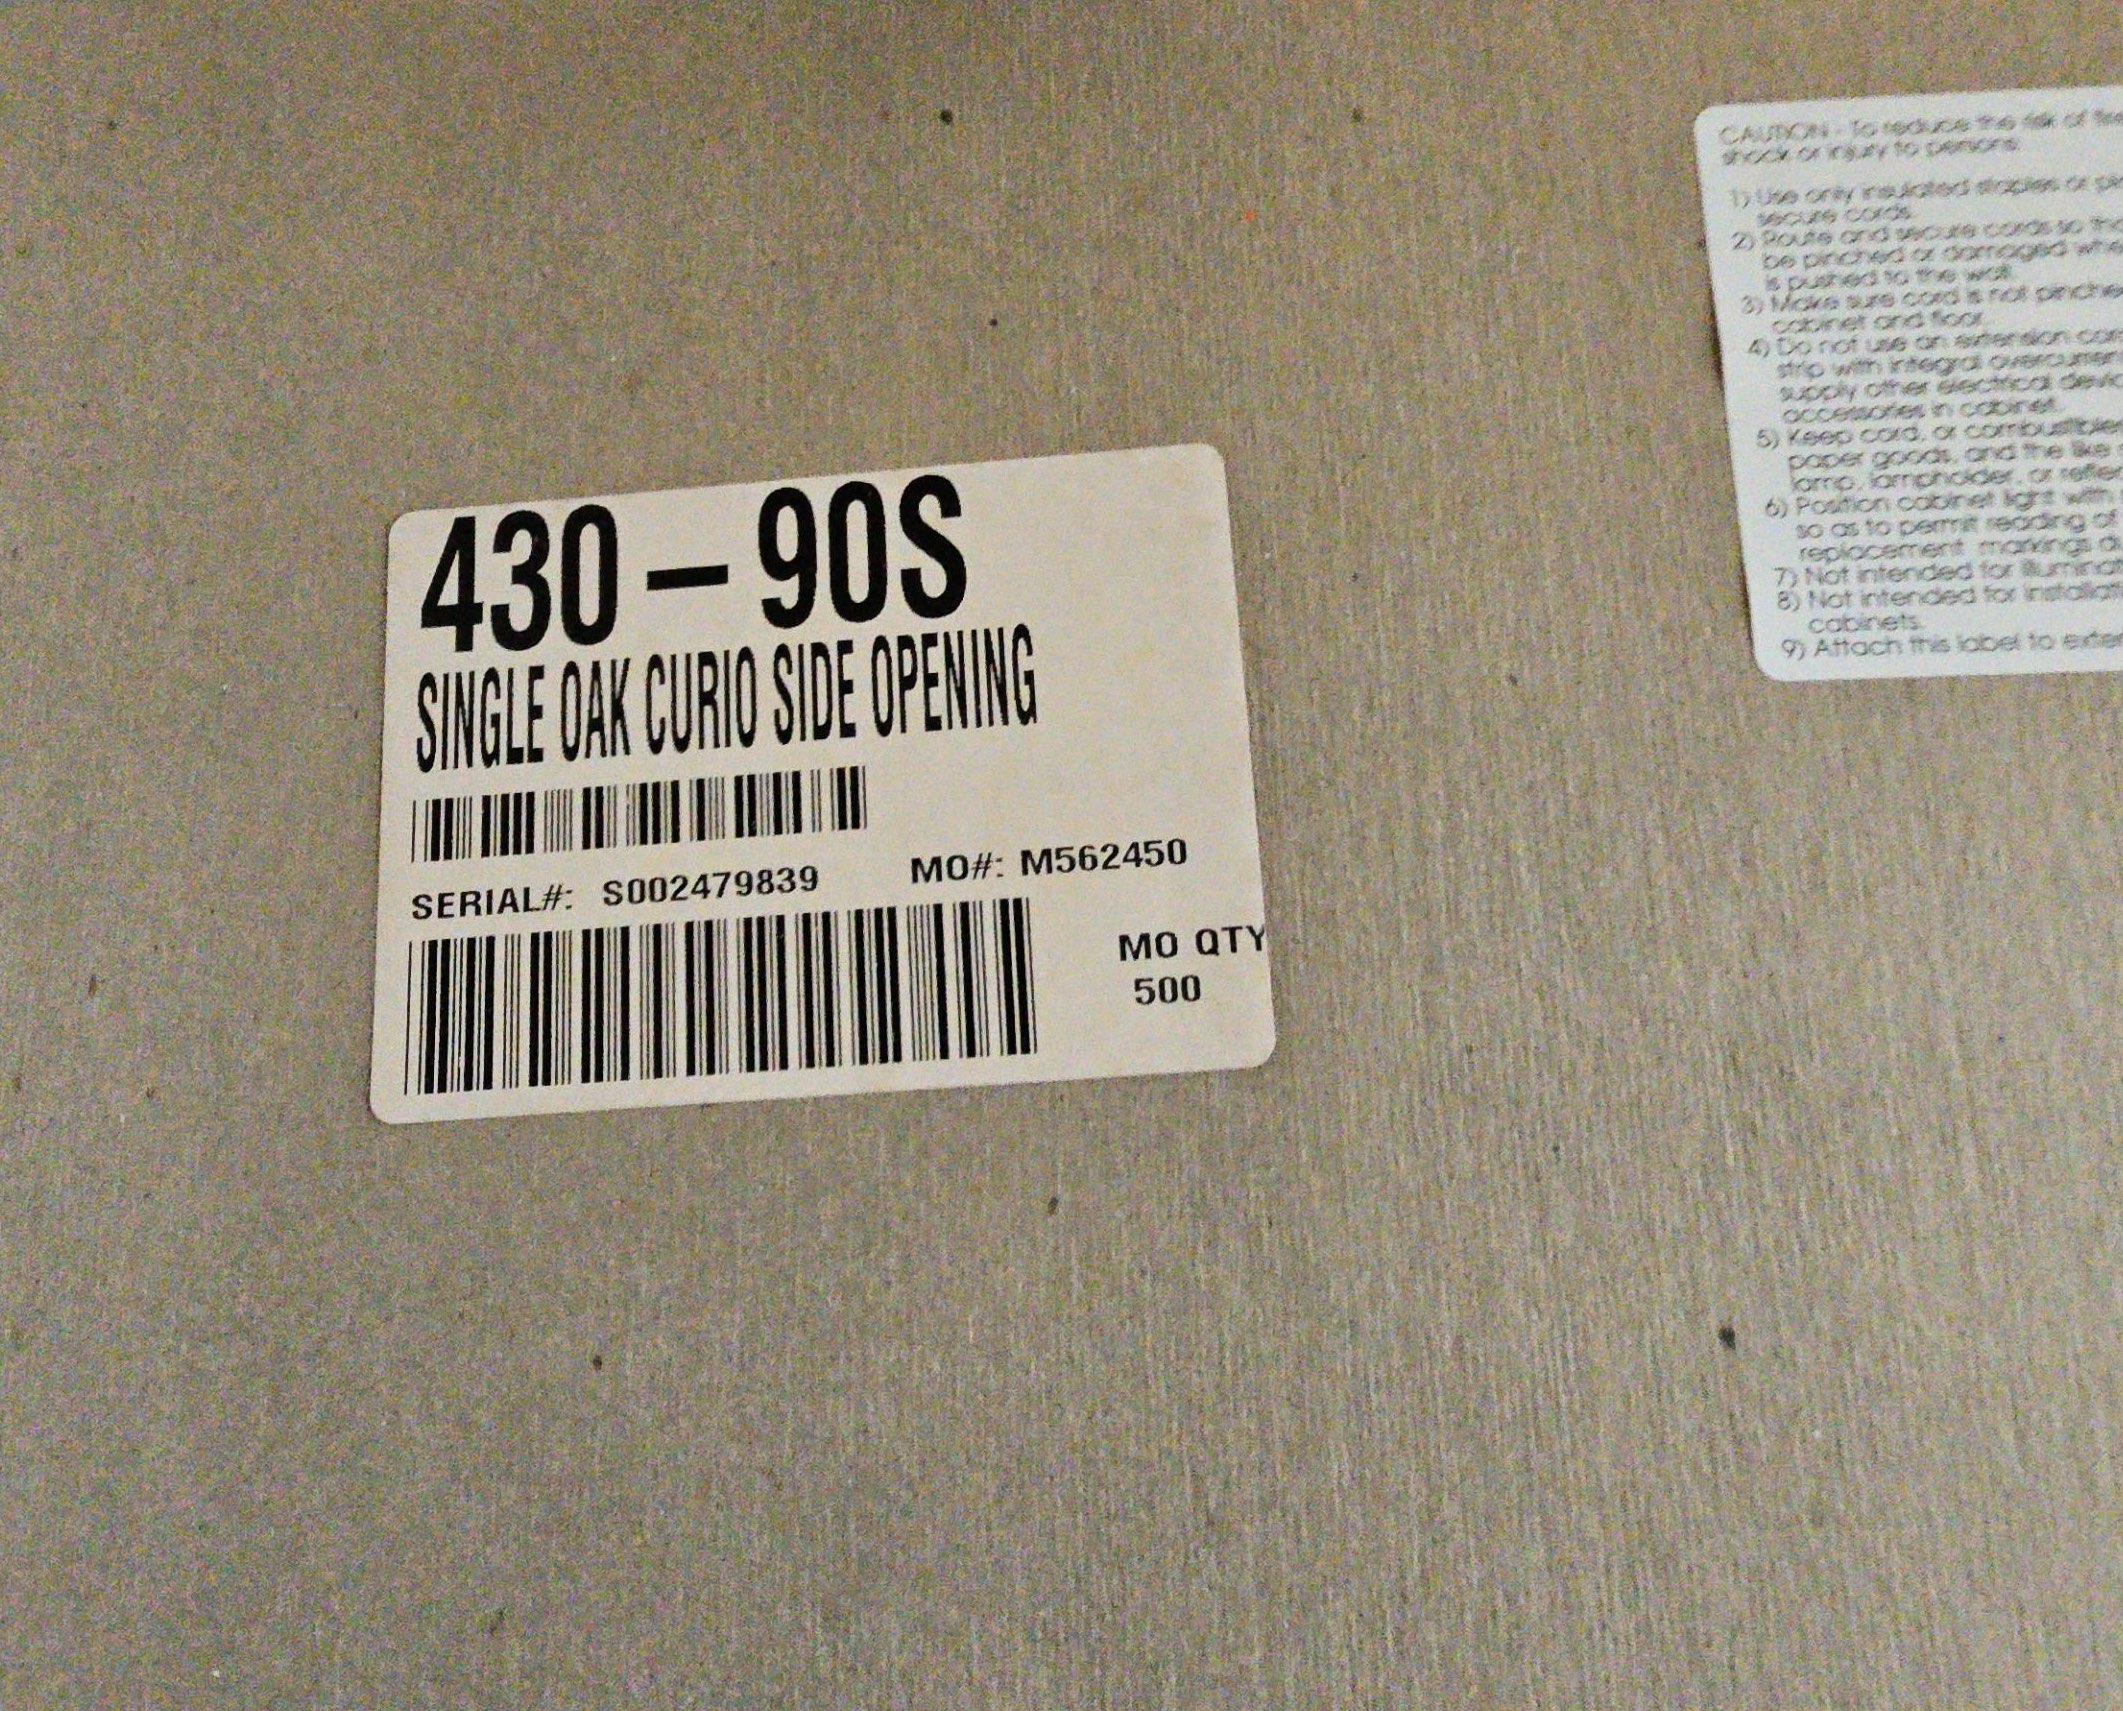 430-90S
SINGLE OAK CURIO SIDE OPENING
SERIAL#: S002479839 MO#: M562450
MO QTY
500
CAUTION - To reduce the risk of
shock or injury to persons:
1) Use only insulated staples or
secure cords.
2) Route and secure cords so
be pinched or damaged
is pushed to the wall.
3) Make sure cord is not
cabinet and floor.
4) Do not use an extension
strip with integral
supply other electrical
accessories in cabinet.
5) Keep cord, or
paper goods, and the like
lamp, lampholder, or
6) Position cabinet light with
so as to permit reading of
replacement markings
7) Not intended for
8) Not intended for
cabinets.
9) Attach this label to